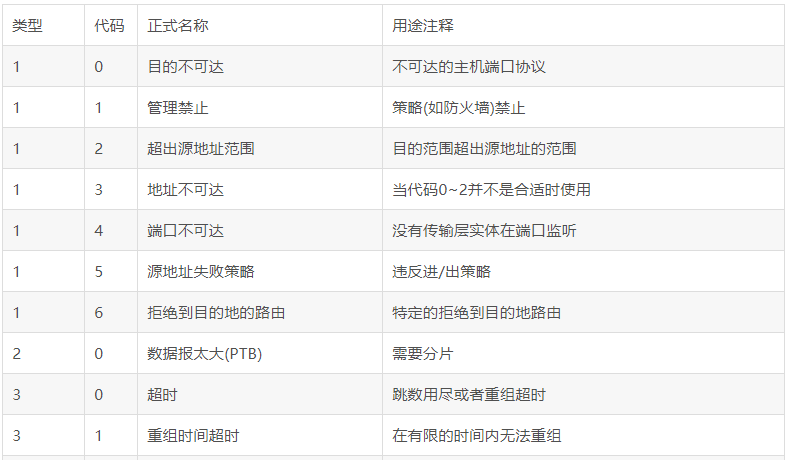 类型 代码 正式名称 用途注释
1 0 目的不可达 不可达的主机端口协议
1 1 管理禁止 策略(如防火墙)禁止
1 2 超出源地址范围 目的范围超出源地址的范围
1 3 地址不可达 当代码0~2并不是合适时使用
1 4 端口不可达 没有传输层实体在端口监听
1 5 源地址失败策略 违反进/出策略
1 6 拒绝到目的地的路由 特定的拒绝到目的地路由
2 0 数据报太大(PTB) 需要分片
3 0 超时 跳数用尽或者重组超时
3 1 重组时间超时 在有限的时间内无法重组